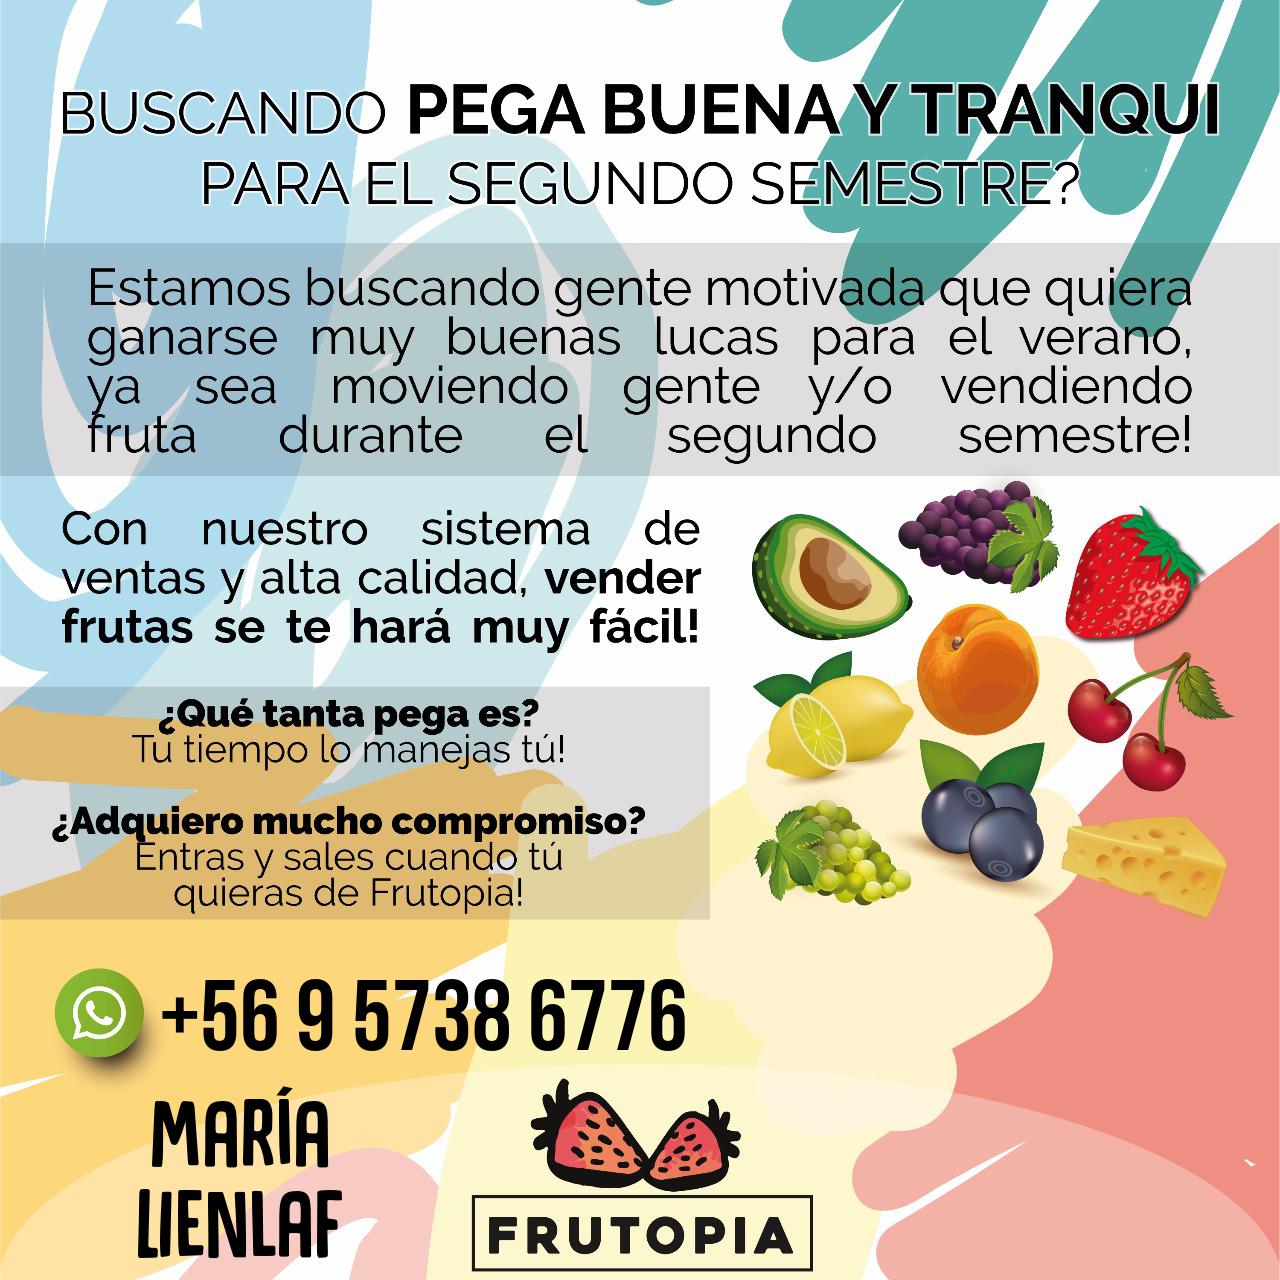 BUSCANDO PEGA BUENA Y TRANQUI
PARA EL SEGUNDO SEMESTRE?
Estamos buscando gente motivada que quiera
ganarse muy buenas lucas para el verano,
ya sea moviendo gente y/o vendiendo
fruta durante el segundo semestre!
Con nuestro sistema de
ventas y alta calidad, vender
frutas se te hará muy fácil!
¿Qué tanta pega es?
Tu tiempo lo manejas tú!
¿Adquiero mucho compromiso?
Entras y sales cuando tú
quieras de Frutopia!
+56 9 5738 6776
MARÍA
LIENLAF
FRUTOPIA